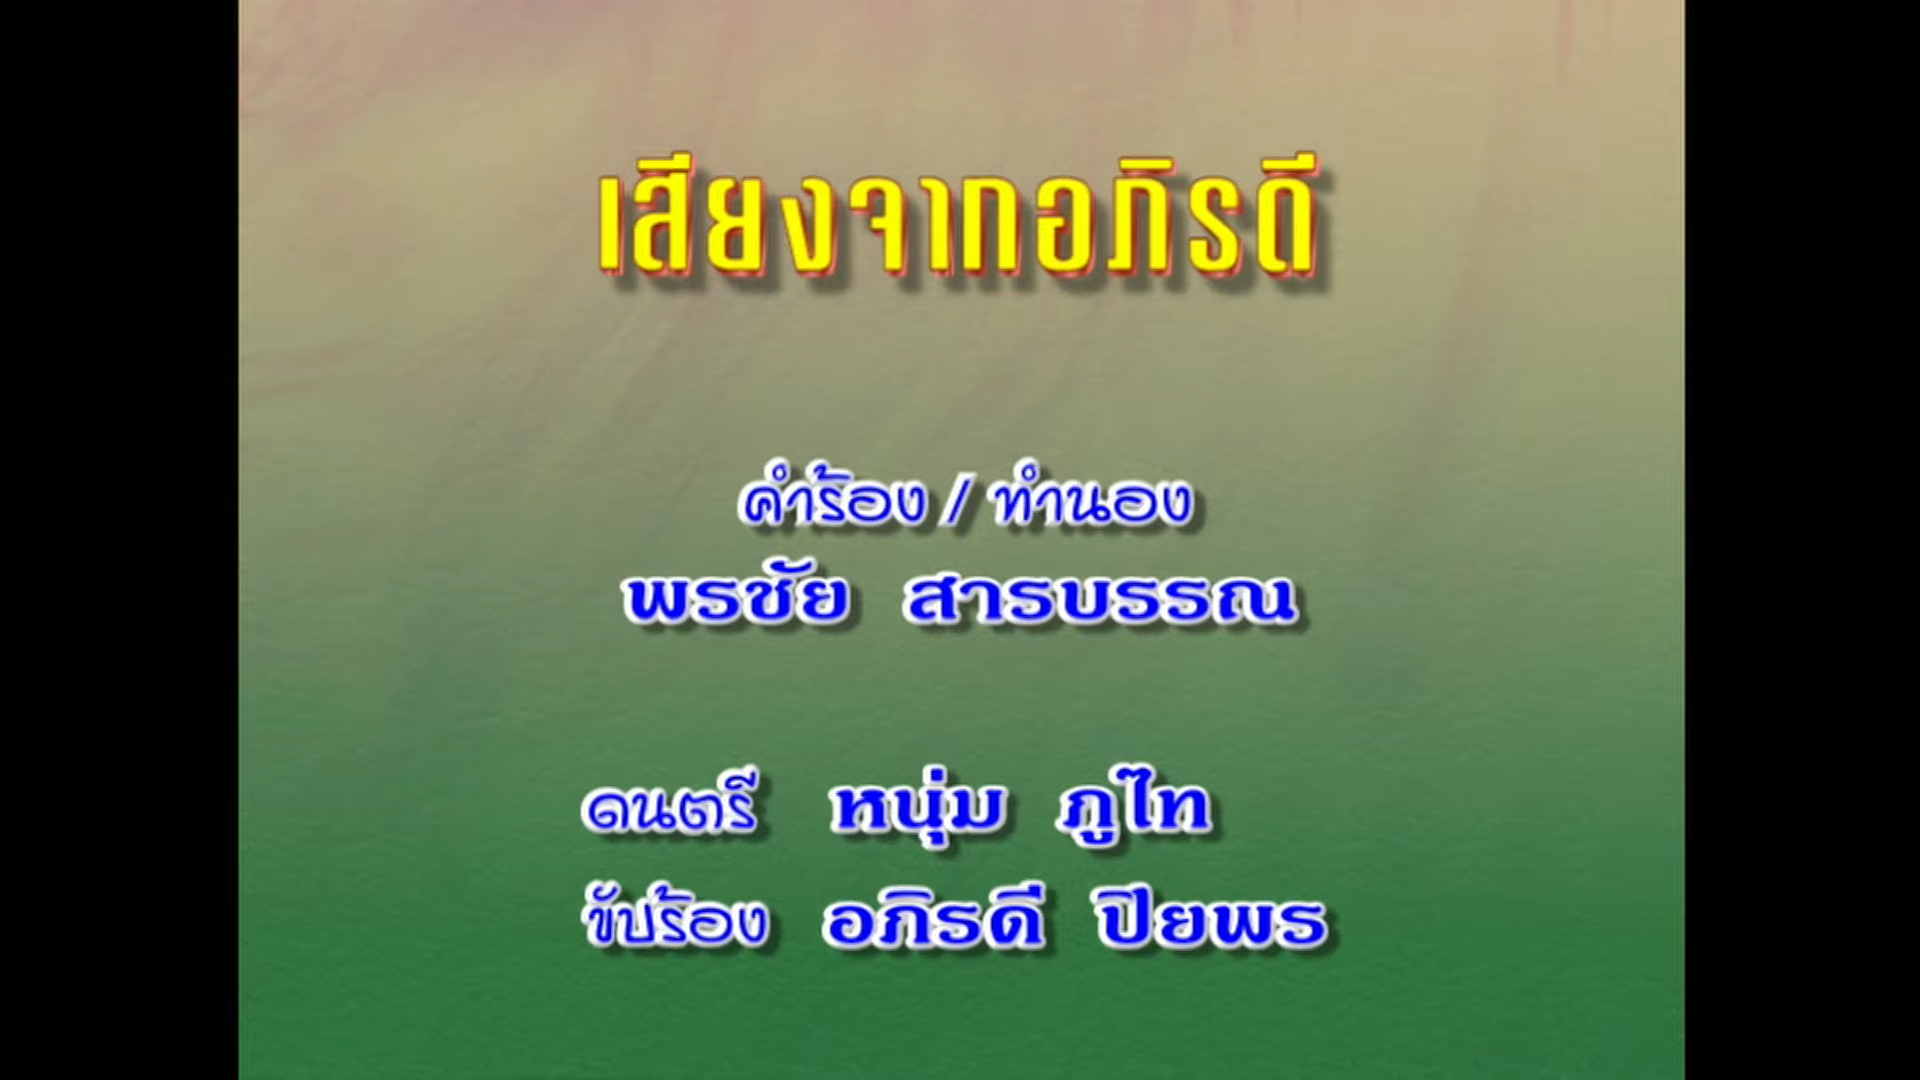 เสียงจากอภิรดี
คำร้อง / ทำนอง
พรชัย สารบรรณ
ดนตรี หนุ่ม ภูไท
ขับร้อง อภิรดี ปิยพร